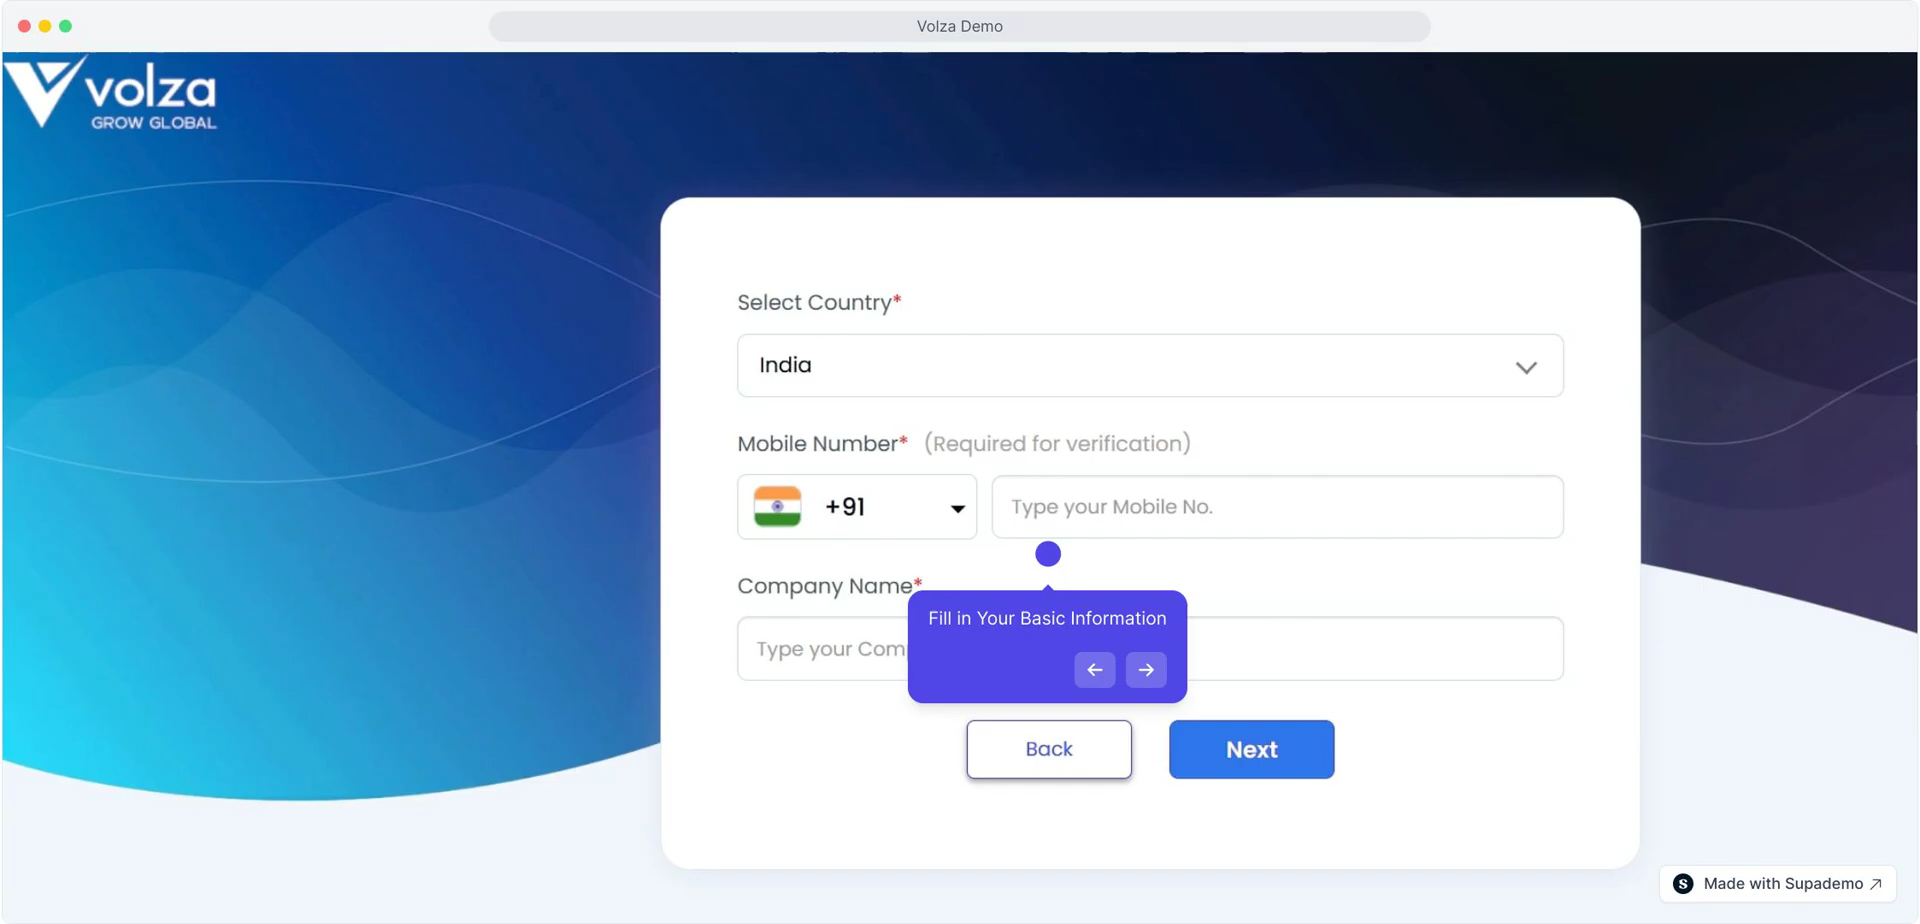 Volza Demo
volza
GROW GLOBAL
Select Country*
India
Mobile Number* (Required for verification)
+91
Type your Mobile No.
Company Name*
Type your Com
Fill in Your Basic Information
Back
Next
S Made with Supademo